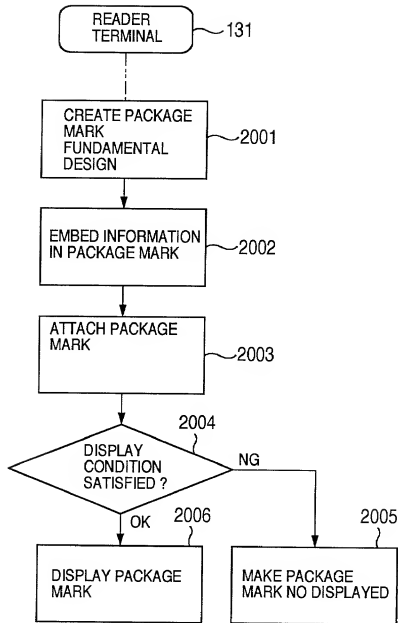 READER
TERMINAL
131
CREATE PACKAGE
MARK
FUNDAMENTAL
DESIGN
2001
EMBED INFORMATION
IN PACKAGE MARK
2002
ATTACH PACKAGE
MARK
2003
2004
DISPLAY
CONDITION
SATISFIED ?
NG
OK
2006
2005
DISPLAY PACKAGE
MARK
MAKE PACKAGE
MARK NO DISPLAYED